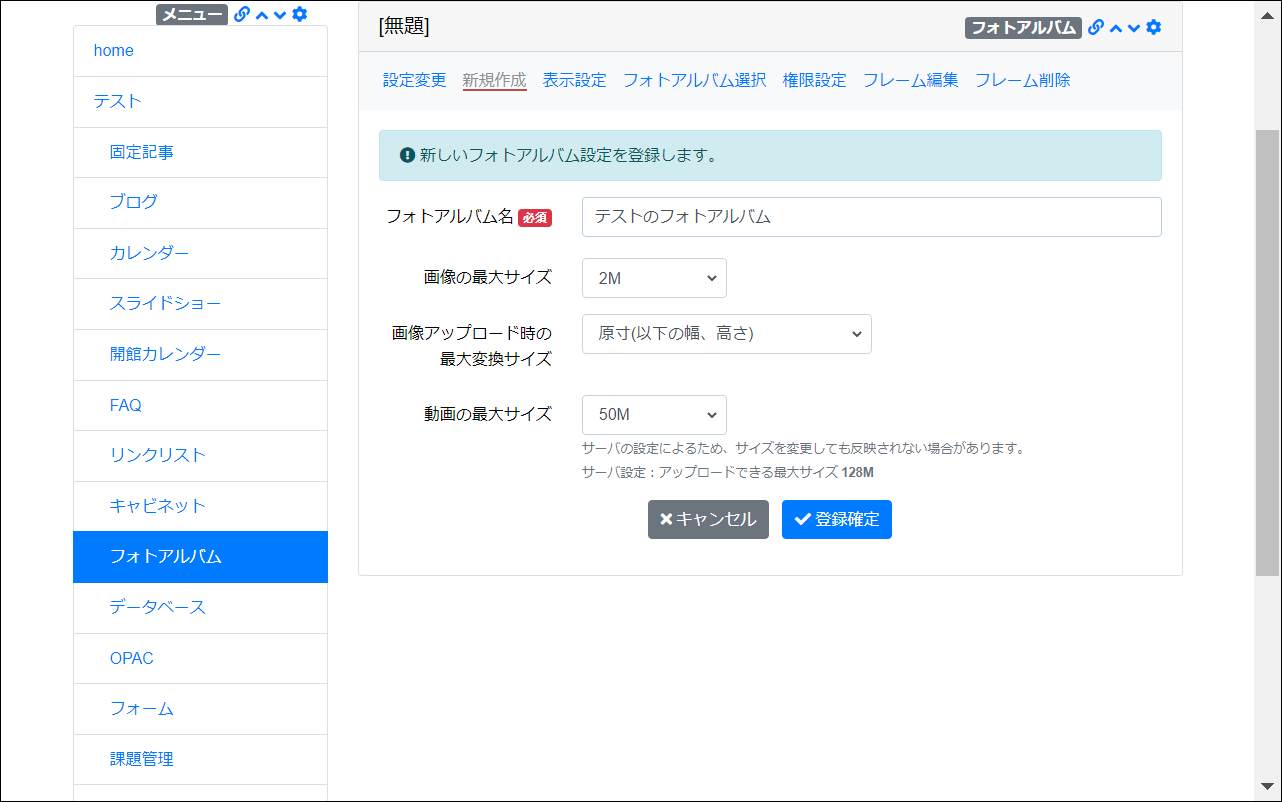 メニュー
home
テスト
固定記事
ブログ
カレンダー
スライドショー
開館カレンダー
FAQ
リンクリスト
キャビネット
フォトアルバム
データベース
OPAC
フォーム
課題管理
[無題]
フォトアルバム
設定変更 新規作成 表示設定 フォトアルバム選択 権限設定 フレーム編集 フレーム削除
新しいフォトアルバム設定を登録します。
フォトアルバム名 必須 テストのフォトアルバム
画像の最大サイズ 2M
画像アップロード時の 原寸(以下の幅、高さ)
最大変換サイズ
動画の最大サイズ 50M
サーバの設定によるため、サイズを変更しても反映されない場合があります。
サーバ設定：アップロードできる最大サイズ 128M
キャンセル 登録確定